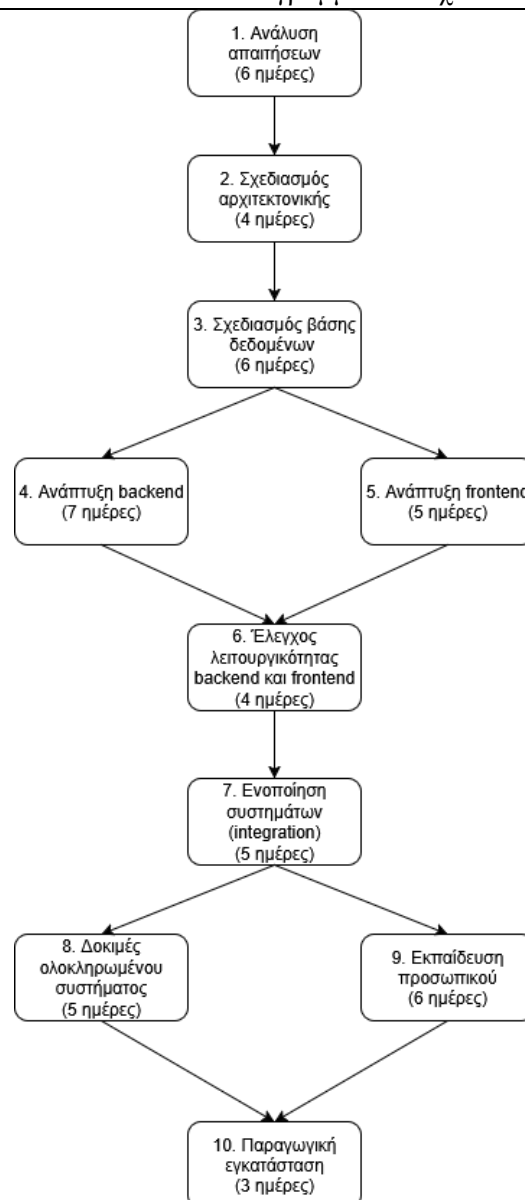 1. Ανάλυση
απαιτήσεων
(6 ημέρες)
2. Σχεδιασμός
αρχιτεκτονικής
(4 ημέρες)
3. Σχεδιασμός βάσης
δεδομένων
(6 ημέρες)
4. Ανάπτυξη backend
(7 ημέρες)
5. Ανάπτυξη frontend
(5 ημέρες)
6. Έλεγχος
λειτουργικότητας
backend και frontend
(4 ημέρες)
7. Ενοποίηση
συστημάτων
(integration)
(5 ημέρες)
8. Δοκιμές
ολοκληρωμένου
συστήματος
(5 ημέρες)
9. Εκπαίδευση
προσωπικού
(6 ημέρες)
10. Παραγωγική
εγκατάσταση
(3 ημέρες)